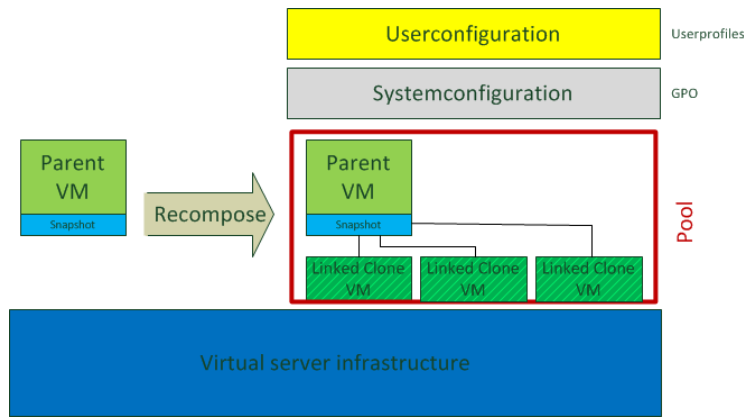 Userconfiguration
Userprofiles
Systemconfiguration
GPO
Parent
VM
Snapshot
Recompose
Parent
VM
Snapshot
Pool
Linked Clone
VM
Linked Clone
VM
Linked Clone
VM
Virtual server infrastructure